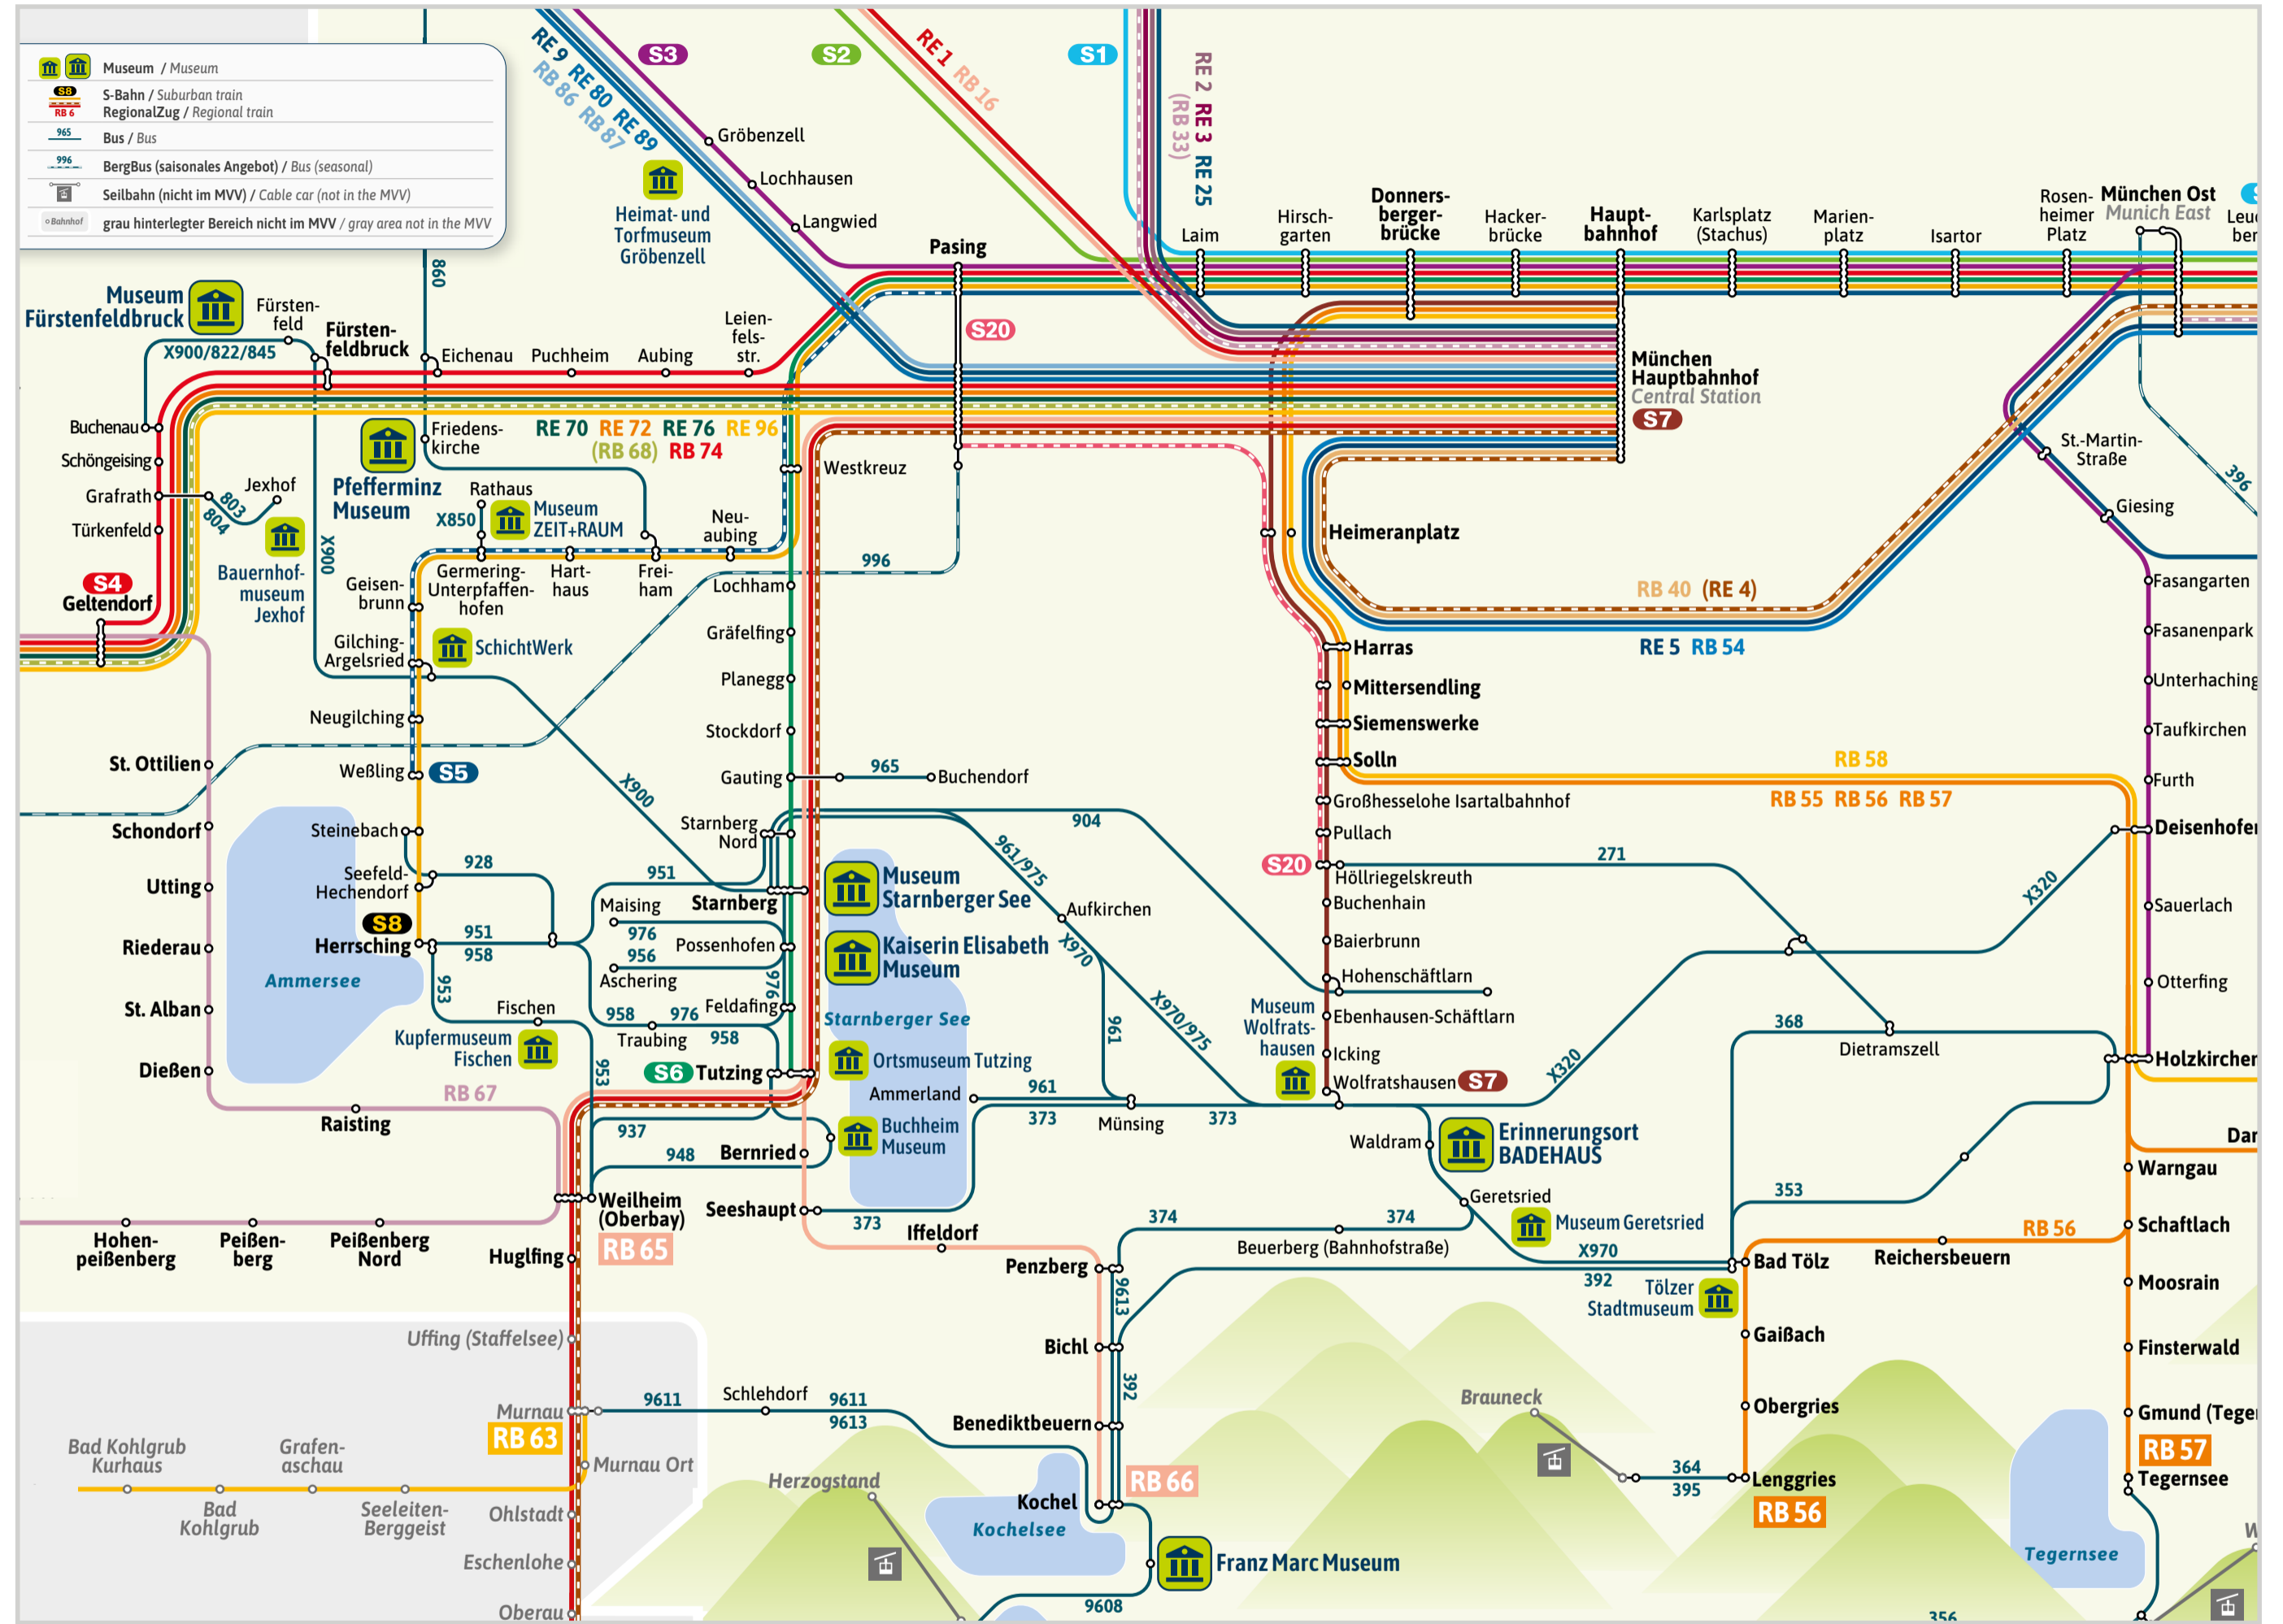 Museum / Museum
S8
S-Bahn / Suburban train
RB 6
RegionalZug / Regional train
965
Bus / Bus
996
BergBus (saisonales Angebot) / Bus (seasonal)
Seilbahn (nicht im MVV) / Cable car (not in the MVV)
Bahnhof
grau hinterlegter Bereich nicht im MVV / gray area not in the MVV
RE 9 RE 80 RE 89
RB 86 RB 87
S3
S2
RE 1 RB 16
S1
RE 2 RE 3 RE 25
(RB 33)
Gröbenzell
Lochhausen
Langwied
Heimat- und
Torfmuseum
Gröbenzell
Pasing
Laim
Hirsch-
garten
Donners-
berger-
brücke
Hacker-
brücke
Haupt-
bahnhof
Karlsplatz
(Stachus)
Marien-
platz
Isartor
Rosen-
heimer
Platz
München Ost
Munich East
860
Museum
Fürstenfeldbruck
Fürsten-
feld
X900/822/845
Fürsten-
feldbruck
Eichenau
Puchheim
Aubing
Leien-
fels-
str.
S20
München
Hauptbahnhof
Central Station
S7
Buchenau
Schöngeising
Grafrath
Türkenfeld
803
804
Jexhof
Bauernhof-
museum
Jexhof
X900
S4
Geltendorf
Friedens-
kirche
Pfefferminz
Museum
RE 70 RE 72 RE 76 RE 96
(RB 68) RB 74
Westkreuz
Rathaus
X850
Museum
ZEIT+RAUM
Neu-
aubing
Germering-
Unterpfaffen-
hofen
Hart-
haus
Frei-
ham
Geisen-
brunn
Gilching-
Argelsried
SchichtWerk
Neugilching
Weßling
S5
996
Lochham
Gräfelfing
Planegg
Stockdorf
Gauting
965
Buchendorf
Heimeranplatz
RB 40 (RE 4)
RE 5 RB 54
St.-Martin-
Straße
Giesing
396
Fasangarten
Fasanenpark
Unterhaching
Taufkirchen
Furth
Harras
Mittersendling
Siemenswerke
Solln
RB 58
RB 55 RB 56 RB 57
Großhesselohe Isartalbahnhof
Pullach
S20
Höllriegelskreuth
271
Buchenhain
Baierbrunn
Hohenschäftlarn
Ebenhausen-Schäftlarn
Icking
Wolfratshausen
S7
Museum
Wolfrats-
hausen
X320
X320
Sauerlach
Otterfing
368
Dietramszell
St. Ottilien
Schondorf
Utting
Riederau
St. Alban
Dießen
Ammersee
Steinebach
Seefeld-
Hechendorf
928
S8
Herrsching
951
958
953
X900
Starnberg
Nord
951
Starnberg
Maising
976
956
Aschering
Possenhofen
976
Feldafing
958
976
Traubing
958
Fischen
Kupfermuseum
Fischen
953
S6
Tutzing
Museum
Starnberger See
Kaiserin Elisabeth
Museum
Starnberger See
Ortsmuseum Tutzing
904
961/975
Aufkirchen
X970
X970/975
961
Ammerland
961
373
Münsing
373
Buchheim
Museum
RB 67
Raisting
937
948
Bernried
Weilheim
(Oberbay)
RB 65
Seeshaupt
373
Iffeldorf
Waldram
Erinnerungsort
BADEHAUS
Geretsried
Museum Geretsried
374
374
Beuerberg (Bahnhofstraße)
X970
392
353
Warngau
Schaftlach
RB 56
Reichersbeuern
Bad Tölz
Tölzer
Stadtmuseum
Moosrain
Finsterwald
Gaißach
Obergries
Lenggries
RB 56
364
395
Brauneck
RB 57
Tegernsee
Tegernsee
356
Hohen-
peißenberg
Peißen-
berg
Peißenberg
Nord
Huglfing
Uffing (Staffelsee)
Murnau
RB 63
Murnau Ort
Bad Kohlgrub
Kurhaus
Bad
Kohlgrub
Grafen-
aschau
Seeleiten-
Berggeist
Ohlstadt
Eschenlohe
Oberau
9611
Schlehdorf
9611
9613
Herzogstand
Penzberg
9613
Bichl
392
Benediktbeuern
Kochel
RB 66
Kochelsee
Franz Marc Museum
9608